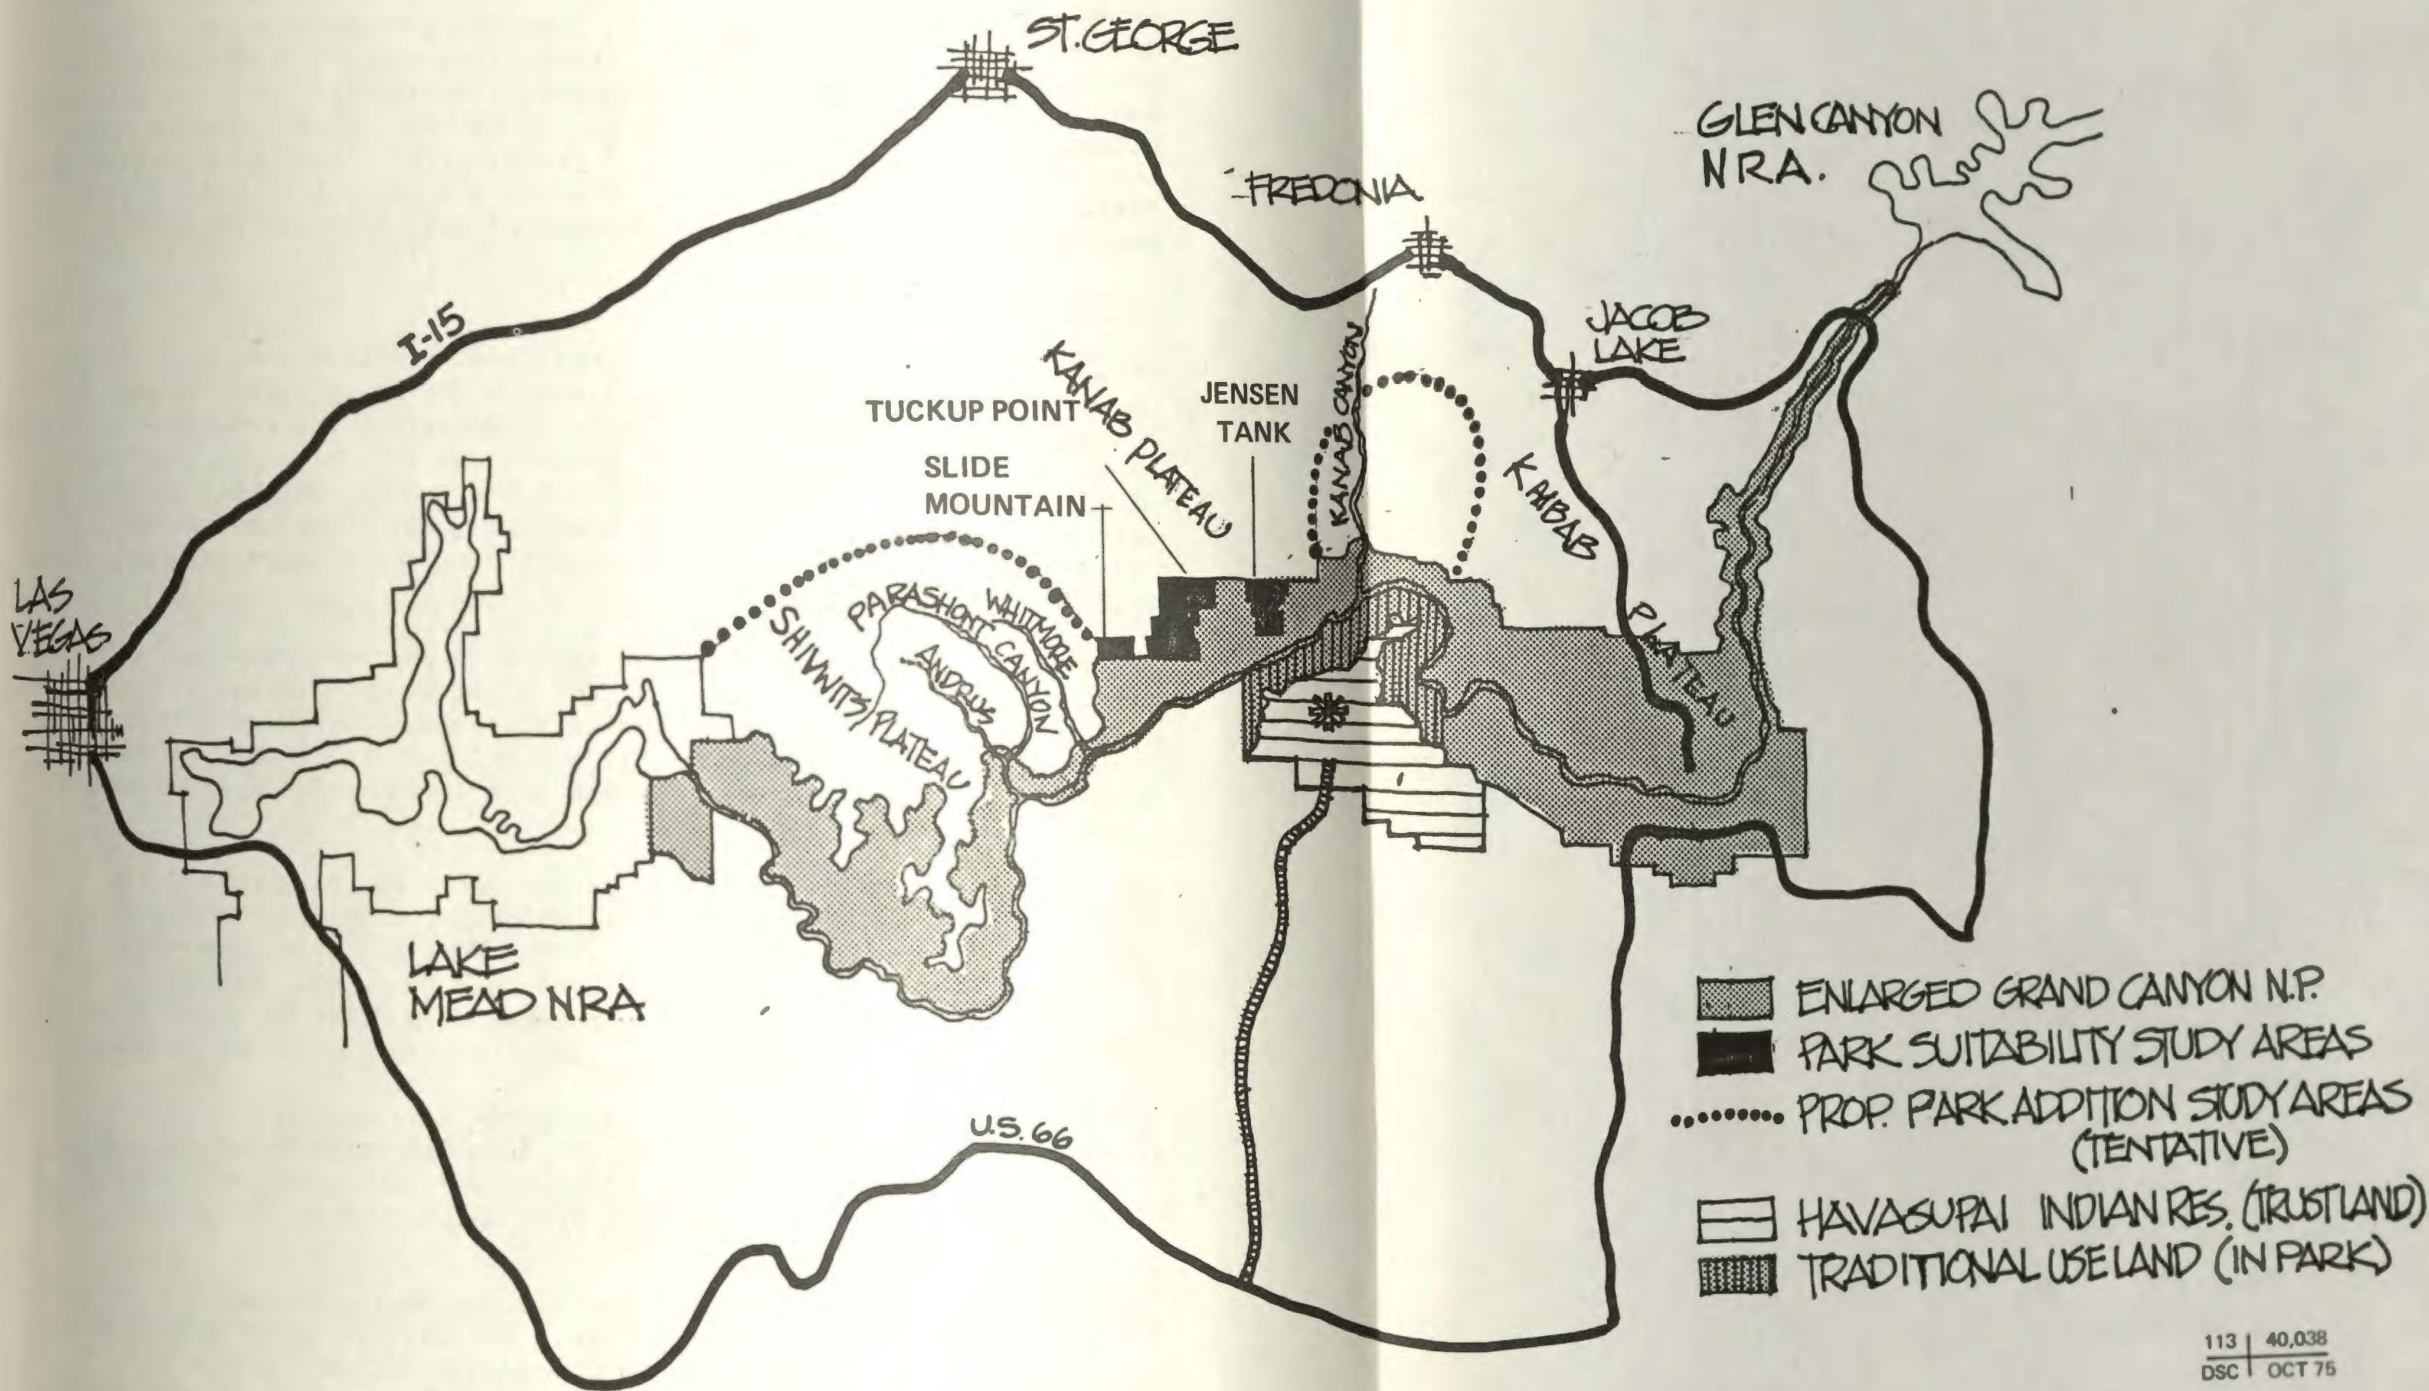 ST. GEORGE
GLEN CANYON
N R.A.
FREDONIA
I-15
JACOB
LAKE
KANAB CANYON
KANAB PLATEAU
TUCKUP POINT
JENSEN
TANK
SLIDE
MOUNTAIN
KAIBAB
PLATEAU
LAS
VEGAS
SHIVWITS PLATEAU
PARASHONT CANYON
WHITMORE
ANDRUS
LAKE
MEAD NRA
U.S. 66
ENLARGED GRAND CANYON N.P.
PARK SUITABILITY STUDY AREAS
PROP. PARK ADDITION STUDY AREAS
(TENTATIVE)
HAVASUPAI INDIAN RES. (TRUST LAND)
TRADITIONAL USE LAND (IN PARK)
113 | 40,038
DSC | OCT 75